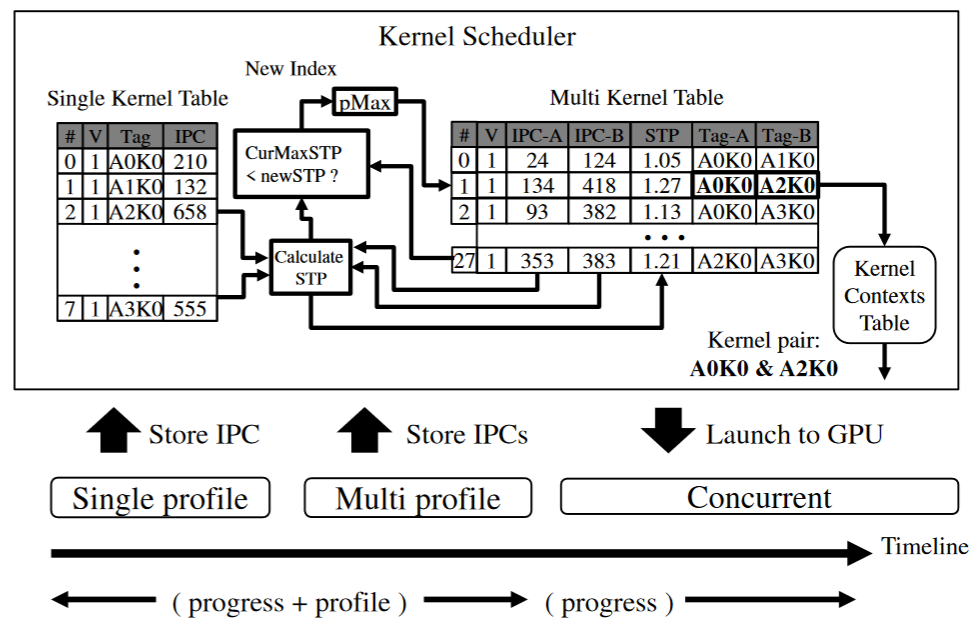 Kernel Scheduler
New Index
Single Kernel Table
pMax
Multi Kernel Table
# V Tag IPC
0 1 A0K0 210
1 1 A1K0 132
2 1 A2K0 658
7 1 A3K0 555
CurMaxSTP
< newSTP ?
Calculate
STP
# V IPC-A IPC-B STP Tag-A Tag-B
0 1 24 124 1.05 A0K0 A1K0
1 1 134 418 1.27 A0K0 A2K0
2 1 93 382 1.13 A0K0 A3K0
• • •
27 1 353 383 1.21 A2K0 A3K0
Kernel
Contexts
Table
Kernel pair:
A0K0 & A2K0
Store IPC
Store IPCs
Launch to GPU
Single profile
Multi profile
Concurrent
Timeline
( progress + profile )
( progress )